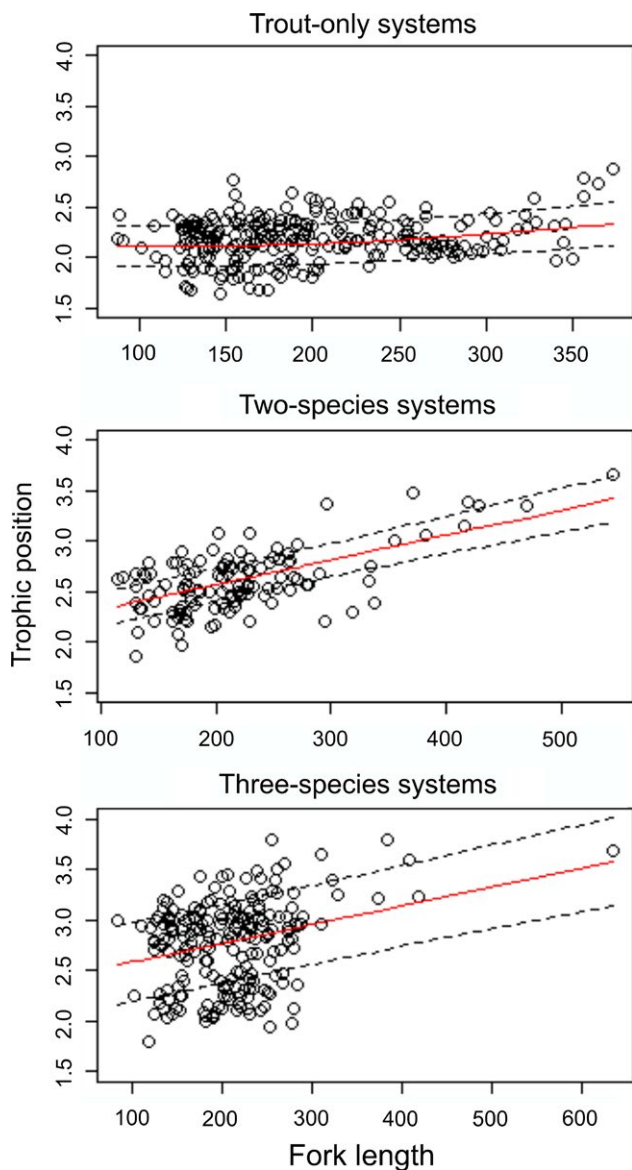 Trout-only systems
4.0
3.5
3.0
2.5
2.0
1.5
100 150 200 250 300 350
Two-species systems
Trophic position
4.0
3.5
3.0
2.5
2.0
1.5
100 200 300 400 500
Three-species systems
4.0
3.5
3.0
2.5
2.0
1.5
100 200 300 400 500 600
Fork length